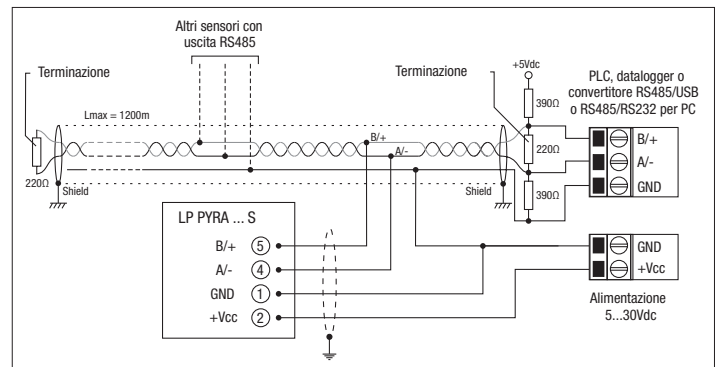 Altri sensori con
uscita RS485
Terminazione
Lmax = 1200m
220Ω
Shield
Terminazione
+5Vdc
390Ω
220Ω
390Ω
Shield
B/+
A/-
PLC, datalogger o
convertitore RS485/USB
o RS485/RS232 per PC
B/+
A/-
GND
LP PYRA ... S
B/+ 5
A/- 4
GND 1
+Vcc 2
GND
+Vcc
Alimentazione
5...30Vdc